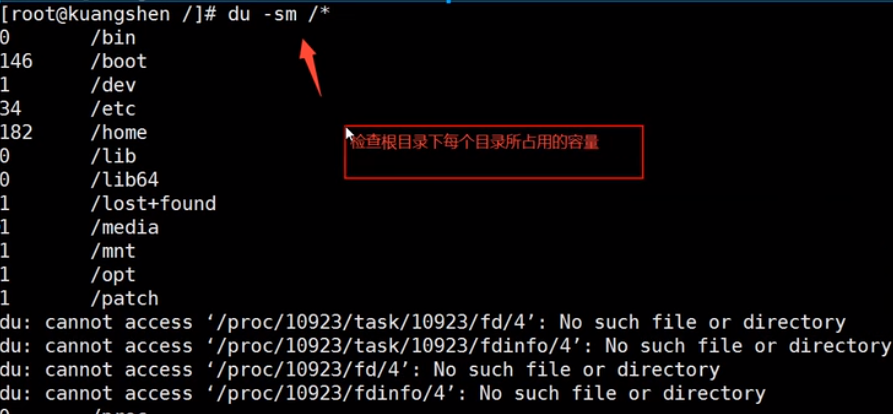 [root@kuangshen /]# du -sm /*
0 /bin
146 /boot
1 /dev
34 /etc
182 /home
检查根目录下每个目录所占用的容量
0 /lib
0 /lib64
1 /lost+found
1 /media
1 /mnt
1 /opt
1 /patch
du: cannot access ‘/proc/10923/task/10923/fd/4’: No such file or directory
du: cannot access ‘/proc/10923/task/10923/fdinfo/4’: No such file or directory
du: cannot access ‘/proc/10923/fd/4’: No such file or directory
du: cannot access ‘/proc/10923/fdinfo/4’: No such file or directory